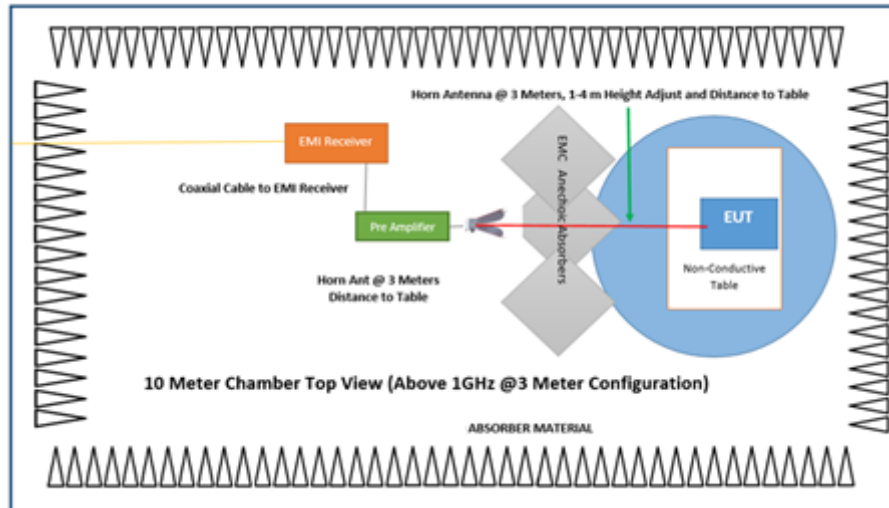 Horn Antenna @ 3 Meters, 1-4 m Height Adjust and Distance to Table
EMI Receiver
EMC Anechoic Absorbers
Coaxial Cable to EMI Receiver
Pre Amplifier
EUT
Non-Conductive
Table
Horn Ant @ 3 Meters
Distance to Table
10 Meter Chamber Top View (Above 1GHz @3 Meter Configuration)
ABSORBER MATERIAL